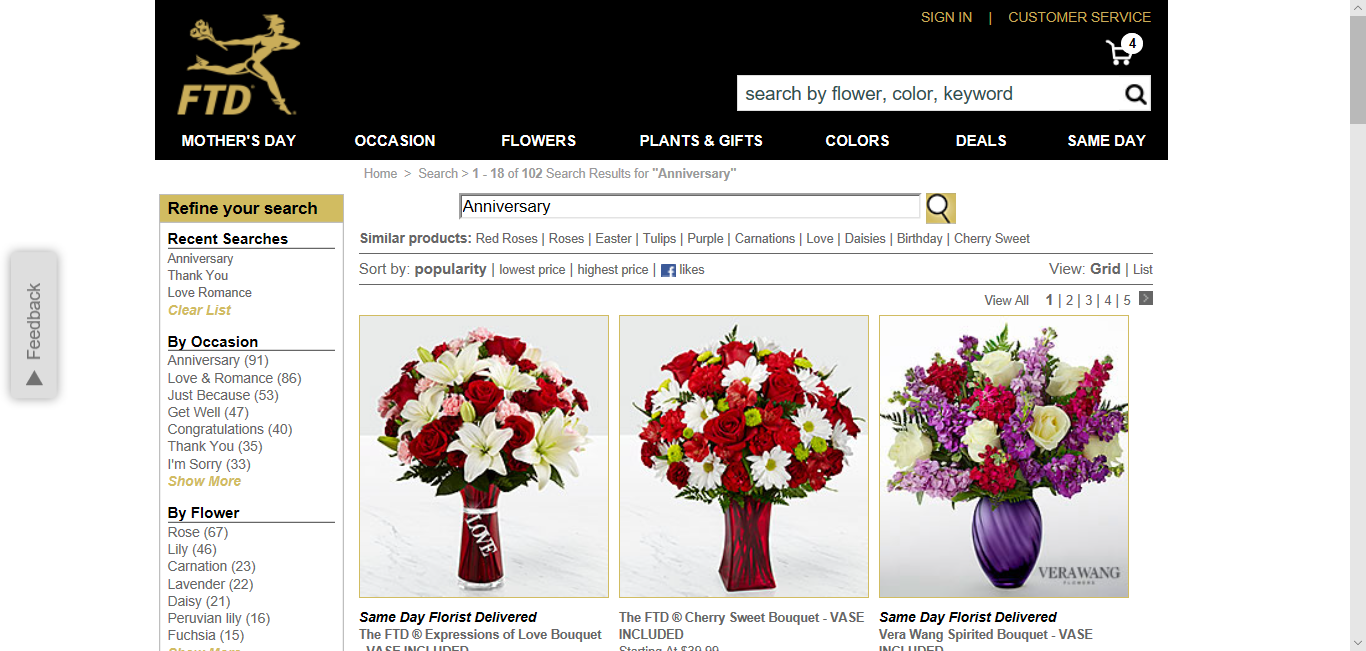 SIGN IN | CUSTOMER SERVICE
4
FTD
search by flower, color, keyword
MOTHER'S DAY OCCASION FLOWERS PLANTS & GIFTS COLORS DEALS SAME DAY
Home > Search > 1 - 18 of 102 Search Results for "Anniversary"
Refine your search
Recent Searches
Anniversary
Thank You
Love Romance
Clear List
By Occasion
Anniversary (91)
Love & Romance (86)
Just Because (53)
Get Well (47)
Congratulations (40)
Thank You (35)
I'm Sorry (33)
Show More
By Flower
Rose (67)
Lily (46)
Carnation (23)
Lavender (22)
Daisy (21)
Peruvian lily (16)
Fuchsia (15)
Show More
Feedback
Anniversary
Similar products: Red Roses | Roses | Easter | Tulips | Purple | Carnations | Love | Daisies | Birthday | Cherry Sweet
Sort by: popularity | lowest price | highest price | f likes
View: Grid | List
View All 1 | 2 | 3 | 4 | 5
LOVE
VERAWANG
FLOWERS
Same Day Florist Delivered
The FTD ® Expressions of Love Bouquet
- VASE INCLUDED
The FTD ® Cherry Sweet Bouquet - VASE
INCLUDED
Starting At $39.99
Same Day Florist Delivered
Vera Wang Spirited Bouquet - VASE
INCLUDED